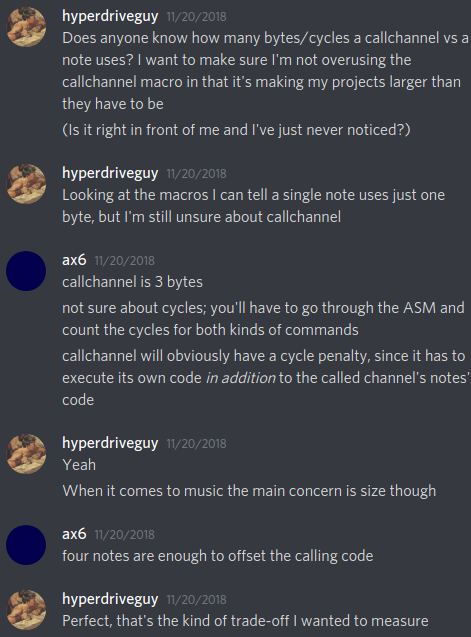 hyperdriveguy 11/20/2018
Does anyone know how many bytes/cycles a callchannel vs a
note uses? I want to make sure I'm not overusing the
callchannel macro in that it's making my projects larger than
they have to be
(Is it right in front of me and I've just never noticed?)
hyperdriveguy 11/20/2018
Looking at the macros I can tell a single note uses just one
byte, but I'm still unsure about callchannel
ax6 11/20/2018
callchannel is 3 bytes
not sure about cycles; you'll have to go through the ASM and
count the cycles for both kinds of commands
callchannel will obviously have a cycle penalty, since it has to
execute its own code in addition to the called channel's notes'
code
hyperdriveguy 11/20/2018
Yeah
When it comes to music the main concern is size though
ax6 11/20/2018
four notes are enough to offset the calling code
hyperdriveguy 11/20/2018
Perfect, that's the kind of trade-off I wanted to measure